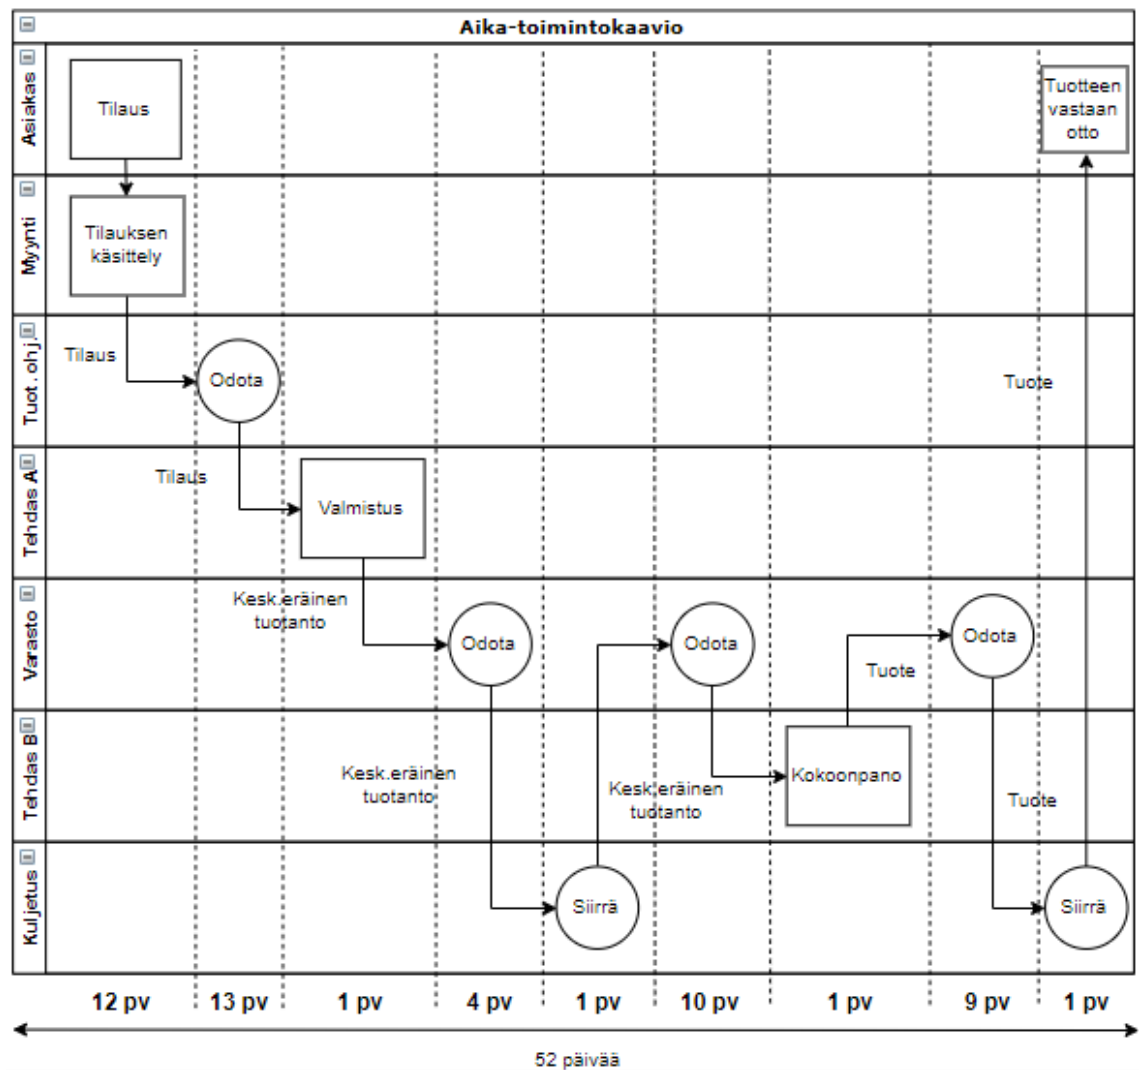 Aika-toimintokaavio
Asiakas
Tilaus
Tuotteen
vastaan
otto
Myynti
Tilauksen
käsittely
Tuot. ohj.
Tilaus
Odota
Tuote
Tehdas A
Tilaus
Valmistus
Varasto
Kesk.eräinen
tuotanto
Odota
Odota
Tuote
Odota
Tehdas B
Kesk.eräinen
tuotanto
Kesk.eräinen
tuotanto
Kokoonpano
Tuote
Kuljetus
Siirrä
Siirrä
12 pv
13 pv
1 pv
4 pv
1 pv
10 pv
1 pv
9 pv
1 pv
52 päivää